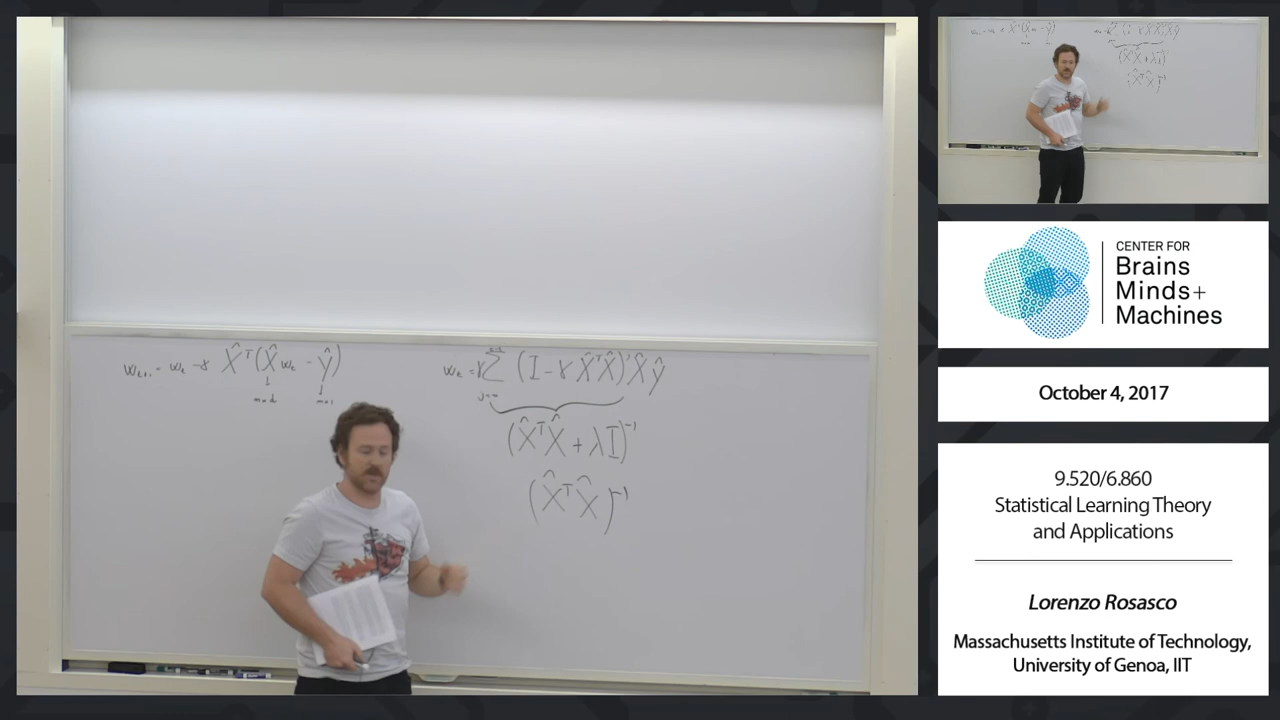 w_{t+1} = w_t - γ X̂ᵀ(X̂ w_t - Ŷ)
w_t = γ Σ (I - γ X̂ᵀX̂)ʲ X̂ ŷ
(X̂ᵀX̂ + λI)⁻¹
(X̂ᵀX̂)⁻¹
CENTER FOR
Brains
Minds+
Machines
October 4, 2017
9.520/6.860
Statistical Learning Theory
and Applications
Lorenzo Rosasco
Massachusetts Institute of Technology,
University of Genoa, IIT